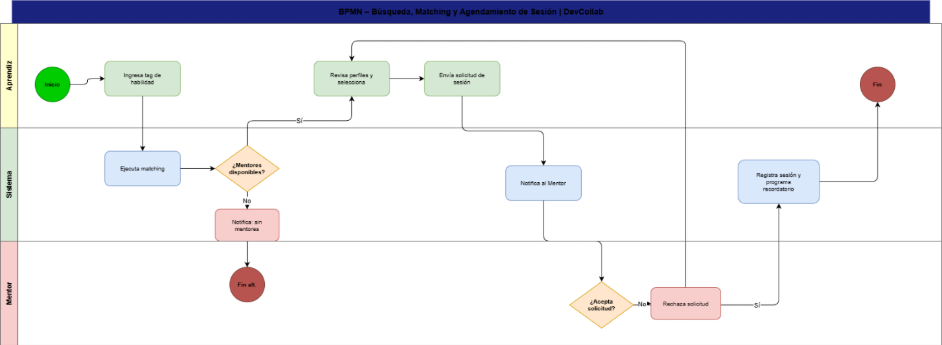 BPMN – Búsqueda, Matching y Agendamiento de Sesión | DevCollab
Aprendiz
Inicio
Ingresa tag de
habilidad
Revisa perfiles y
selecciona
Envía solicitud de
sesión
Fin
Sí
Sistema
Ejecuta matching
¿Mentores
disponibles?
No
Notifica: sin
mentores
Notifica al Mentor
Registra sesión y
programa
recordatorio
Mentor
Fin alt
¿Acepta
solicitud?
No
Rechaza solicitud
Sí